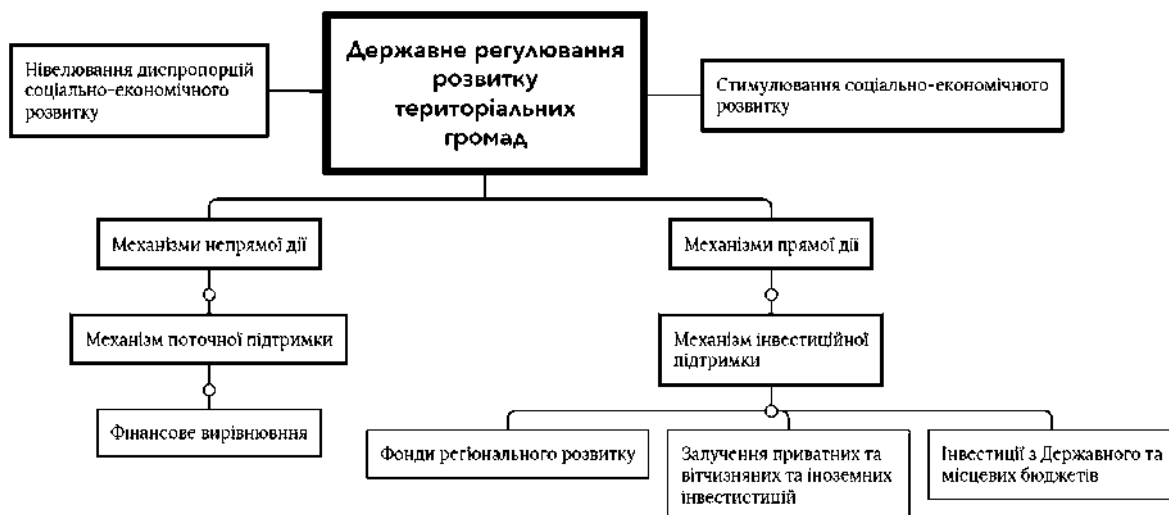 Державне регулювання
розвитку
територіальних
громад
Нівелювання диспропорцій
соціально-економічного
розвитку
Стимулювання соціально-економічного
розвитку
Механізми непрямої дії
Механізми прямої дії
Механізм поточної підтримки
Механізм інвестиційної
підтримки
Фінансове вирівнювння
Фонди регіонального розвитку
Залучення приватних та
вітчизняних та іноземних
інвестистицій
Інвестиції з Державного та
місцевих бюджетів